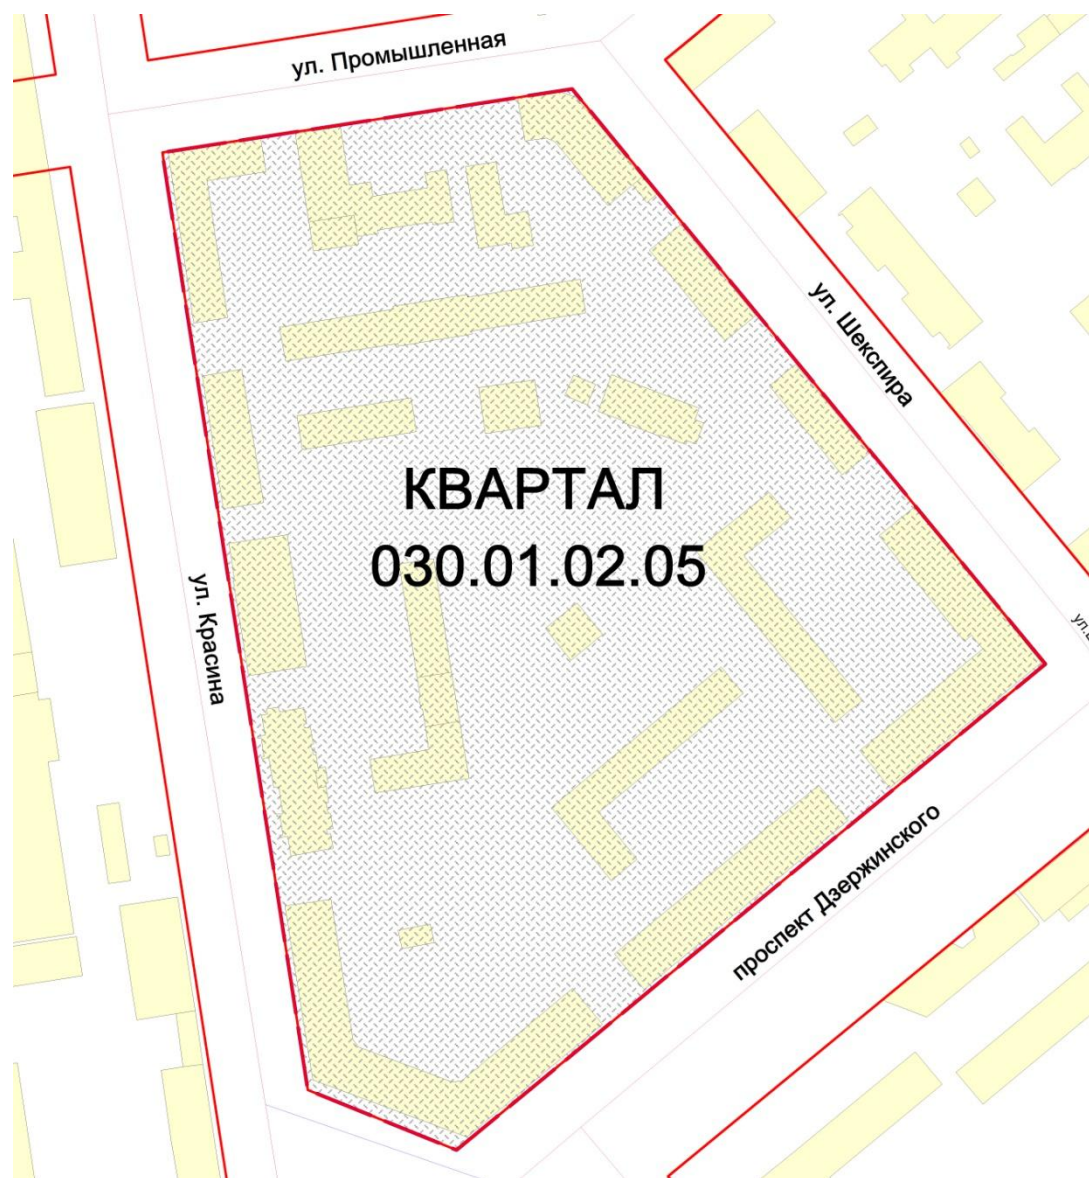 ул. Промышленная
ул. Шекспира
КВАРТАЛ
030.01.02.05
ул. Красина
проспект Дзержинского